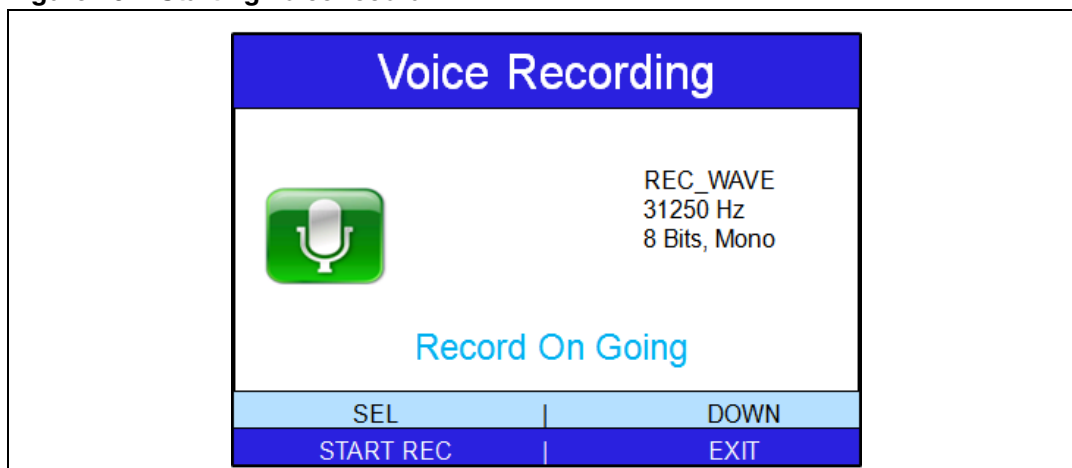 Voice Recording
REC_WAVE
31250 Hz
8 Bits, Mono
Record On Going
SEL | DOWN
START REC | EXIT